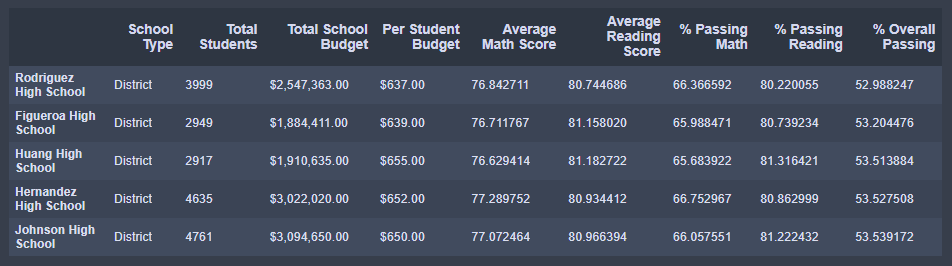 School Type Total Students Total School Budget Per Student Budget Average Math Score Average Reading Score % Passing Math % Passing Reading % Overall Passing
Rodriguez High School District 3999 $2,547,363.00 $637.00 76.842711 80.744686 66.366592 80.220055 52.988247
Figueroa High School District 2949 $1,884,411.00 $639.00 76.711767 81.158020 65.988471 80.739234 53.204476
Huang High School District 2917 $1,910,635.00 $655.00 76.629414 81.182722 65.683922 81.316421 53.513884
Hernandez High School District 4635 $3,022,020.00 $652.00 77.289752 80.934412 66.752967 80.862999 53.527508
Johnson High School District 4761 $3,094,650.00 $650.00 77.072464 80.966394 66.057551 81.222432 53.539172